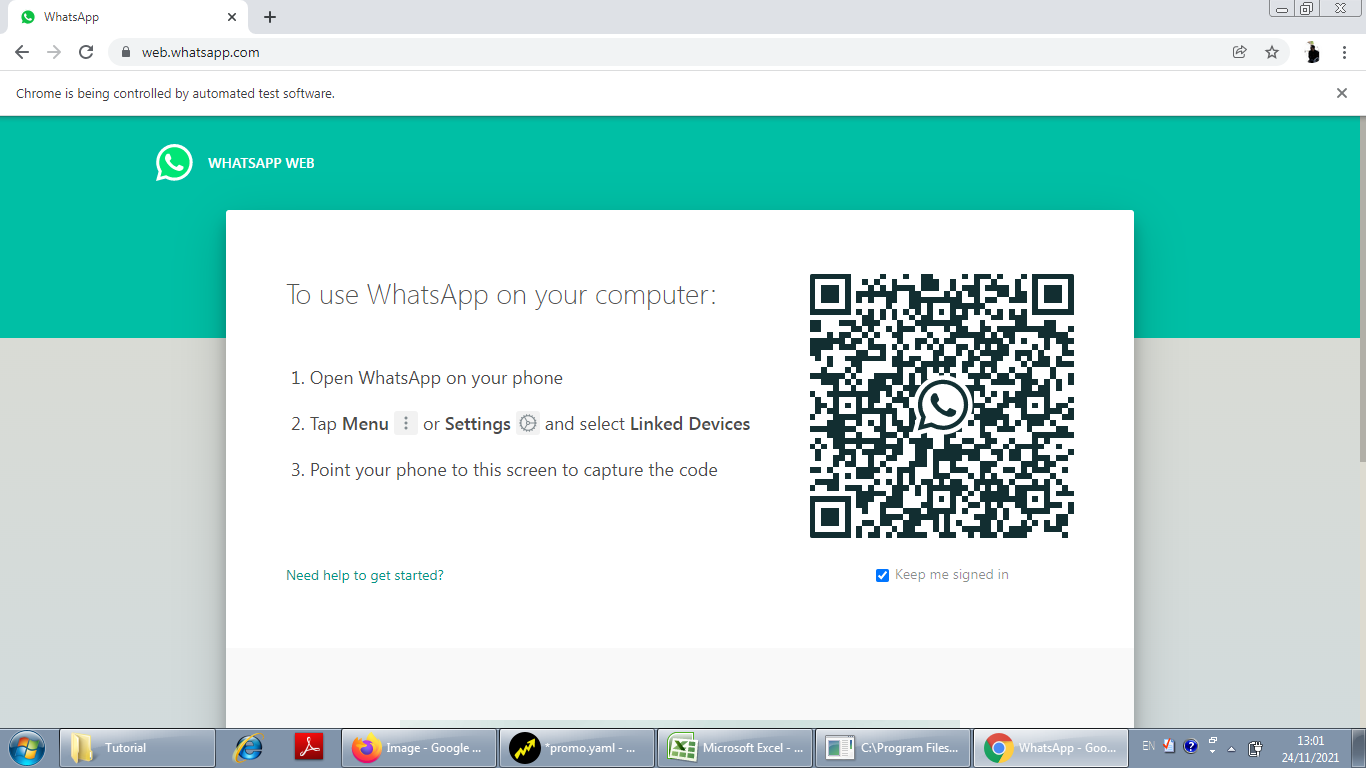 WhatsApp
web.whatsapp.com
Chrome is being controlled by automated test software.
WHATSAPP WEB
To use WhatsApp on your computer:
1. Open WhatsApp on your phone
2. Tap Menu or Settings and select Linked Devices
3. Point your phone to this screen to capture the code
Need help to get started?
Keep me signed in
Tutorial
Image - Google ...
*promo.yaml - ...
Microsoft Excel - ...
C:\Program Files...
WhatsApp - Goo...
EN
13:01
24/11/2021